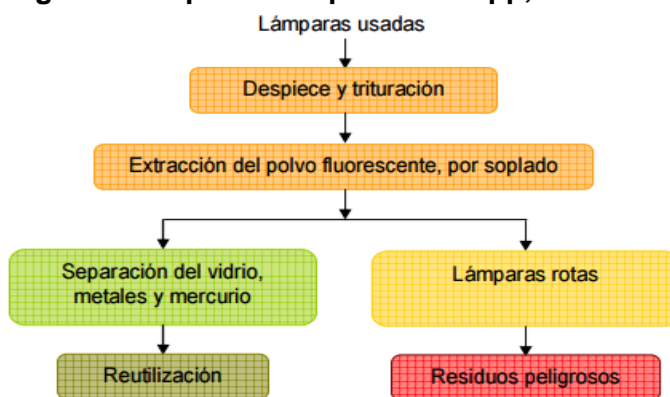 Lámparas usadas
Despiece y trituración
Extracción del polvo fluorescente, por soplado
Separación del vidrio,
metales y mercurio
Lámparas rotas
Reutilización
Residuos peligrosos